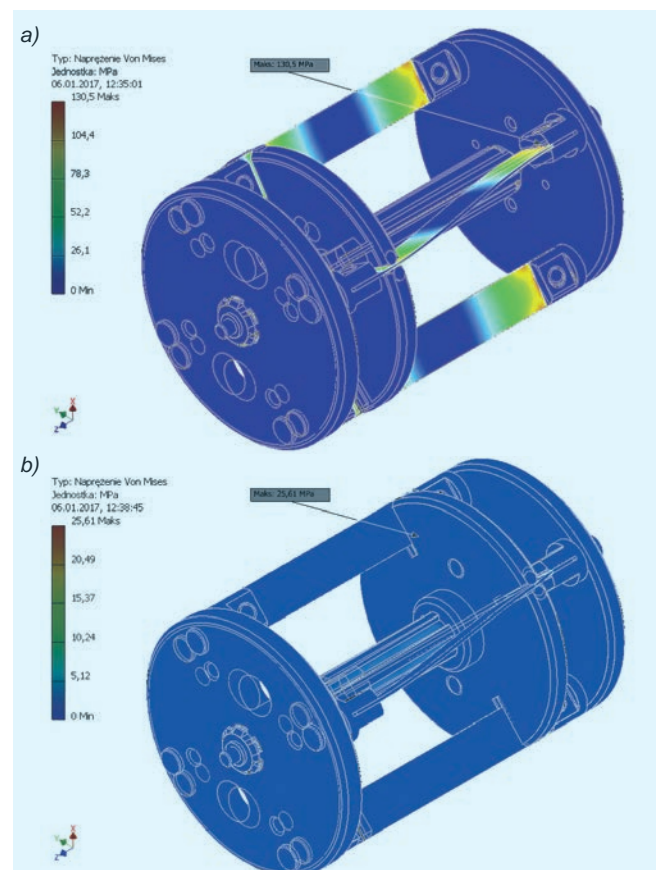 a)
Typ: Naprężenie Von Mises
Jednostka: MPa
06.01.2017, 12:35:01
130,5 Maks
104,4
78,3
52,2
26,1
0 Min
Maks: 130,5 MPa
Y
X
Z
b)
Typ: Naprężenie Von Mises
Jednostka: MPa
06.01.2017, 12:38:45
25,61 Maks
20,49
15,37
10,24
5,12
0 Min
Maks: 25,61 MPa
Y
X
Z